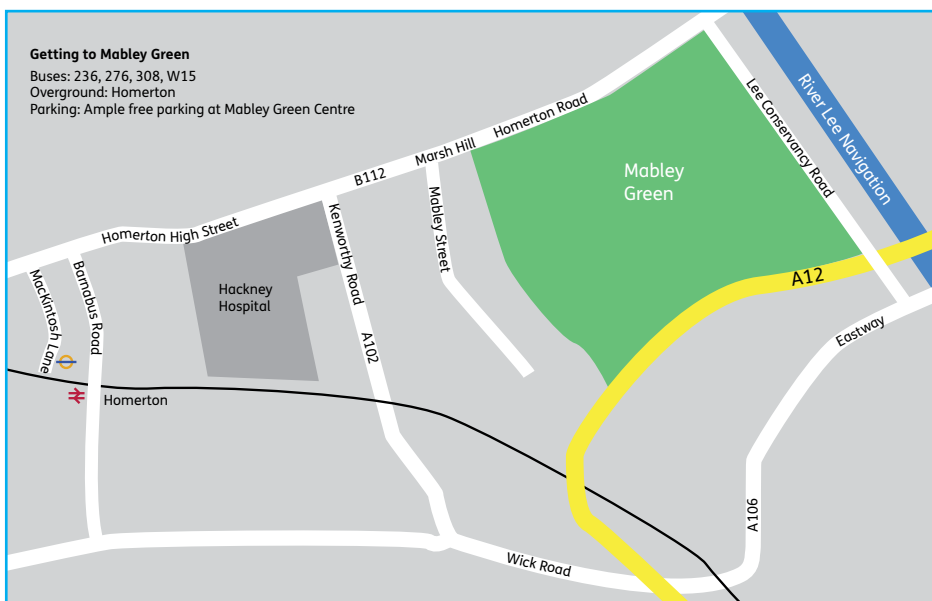 Getting to Mabley Green
Buses: 236, 276, 308, W15
Overground: Homerton
Parking: Ample free parking at Mabley Green Centre
Homerton Road
Marsh Hill
B112
Homerton High Street
Lee Conservancy Road
River Lee Navigation
Mabley
Green
Mabley Street
Kenworthy Road
A102
Hackney
Hospital
MacKintosh Lane
Barnabus Road
Homerton
A12
Eastway
A106
Wick Road